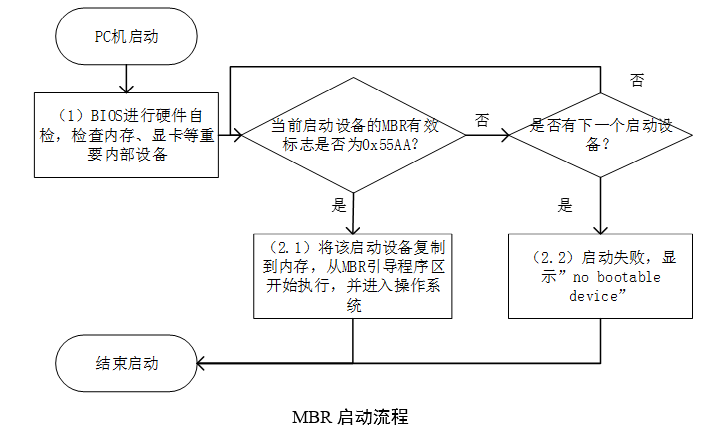 PC机启动
（1）BIOS进行硬件自
检，检查内存、显卡等重
要内部设备
当前启动设备的MBR有效
标志是否为0x55AA？
否
否
是否有下一个启动设
备？
是
是
（2.1）将该启动设备复制
到内存，从MBR引导程序区
开始执行，并进入操作系
统
（2.2）启动失败，显
示”no bootable
device”
结束启动
MBR 启动流程